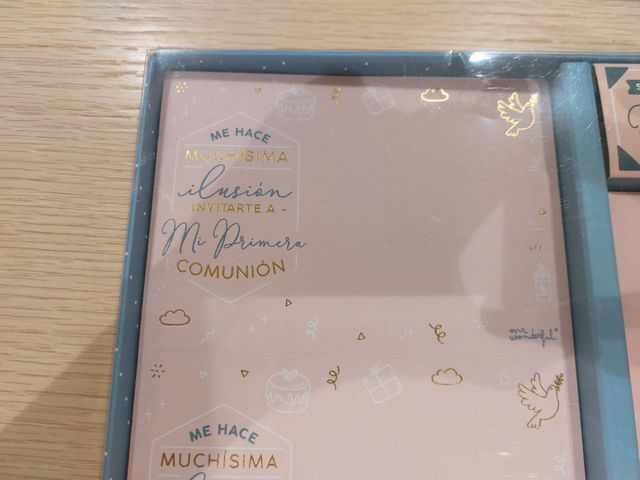 ME HACE
MUCHÍSIMA
ilusión
- INVITARTE A -
Mi Primera
COMUNIÓN
mr.
wonderful*
ME HACE
MUCHÍSIMA